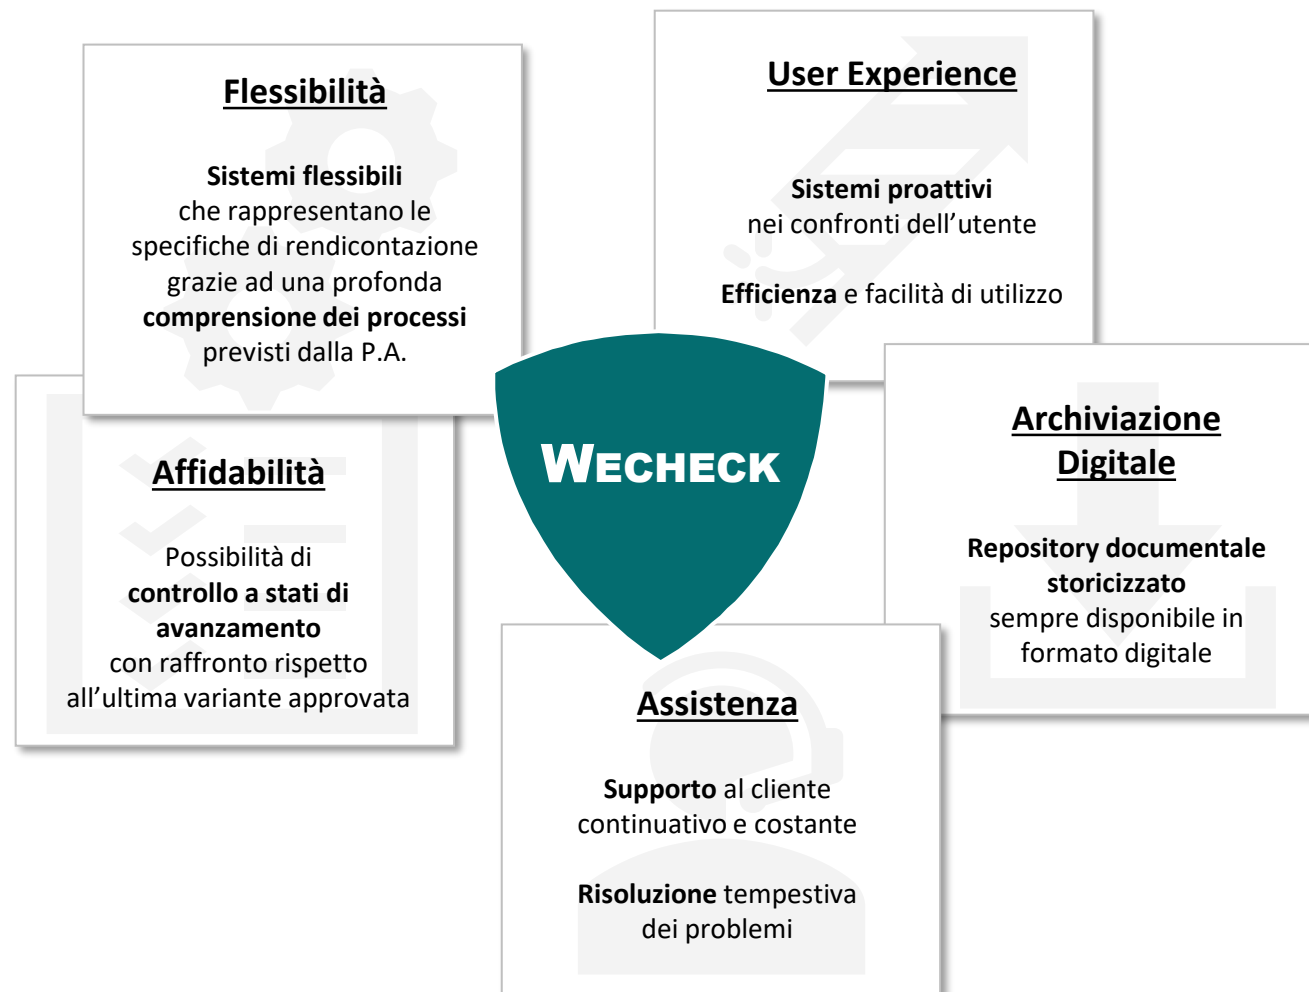 Flessibilità
Sistemi flessibili
che rappresentano le
specifiche di rendicontazione
grazie ad una profonda
comprensione dei processi
previsti dalla P.A.
User Experience
Sistemi proattivi
nei confronti dell’utente
Efficienza e facilità di utilizzo
WECHECK
Affidabilità
Possibilità di
controllo a stati di
avanzamento
con raffronto rispetto
all’ultima variante approvata
Archiviazione
Digitale
Repository documentale
storicizzato
sempre disponibile in
formato digitale
Assistenza
Supporto al cliente
continuativo e costante
Risoluzione tempestiva
dei problemi